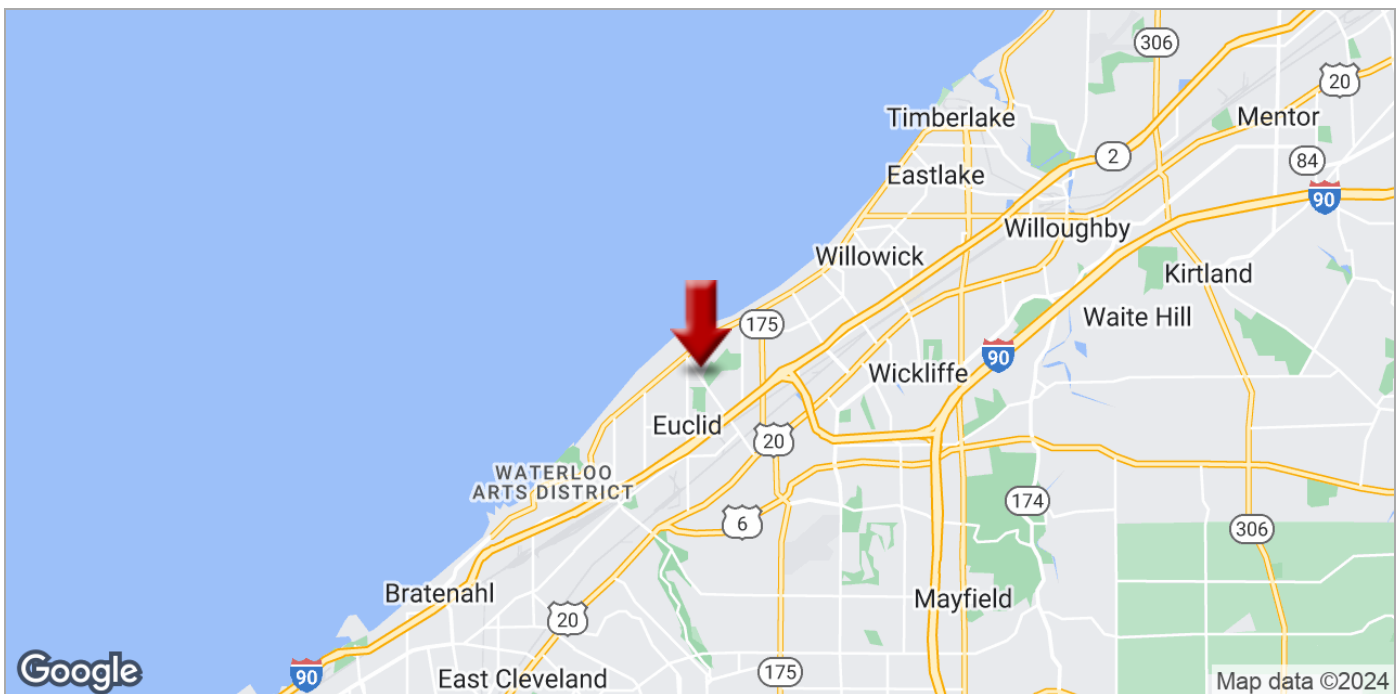 306
20
Timberlake
Mentor
2
84
Eastlake
90
Willoughby
Willowick
Kirtland
Waite Hill
175
90
Wickliffe
Euclid
20
WATERLOO
ARTS DISTRICT
174
6
306
Bratenahl
Mayfield
20
Google
90
East Cleveland
175
Map data ©2024